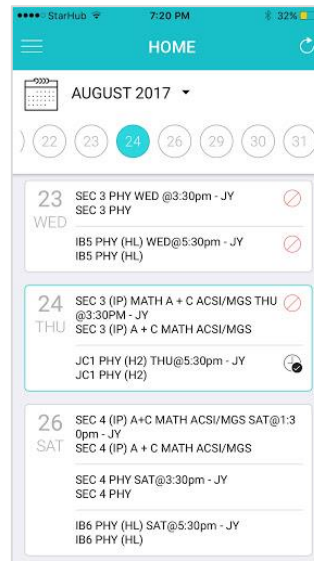 StarHub 7:20 PM 32%
HOME
AUGUST 2017
) 22 23 24 26 29 30 31
23 WED
SEC 3 PHY WED @3:30pm - JY
SEC 3 PHY
IB5 PHY (HL) WED@5:30pm - JY
IB5 PHY (HL)
24 THU
SEC 3 (IP) MATH A + C ACSI/MGS THU
@3:30PM - JY
SEC 3 (IP) A + C MATH ACSI/MGS
JC1 PHY (H2) THU@5:30pm - JY
JC1 PHY (H2)
26 SAT
SEC 4 (IP) A+C MATH ACSI/MGS SAT@1:3
0pm - JY
SEC 4 (IP) A + C MATH ACSI/MGS
SEC 4 PHY SAT@3:30pm - JY
SEC 4 PHY
IB6 PHY (HL) SAT@5:30pm - JY
IB6 PHY (HL)